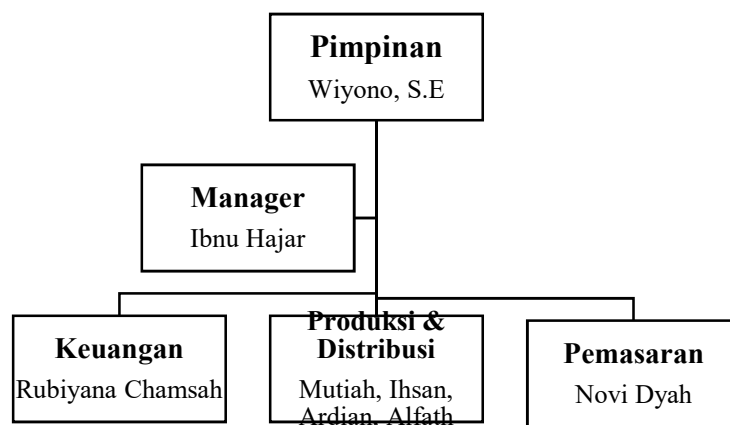 Pimpinan
Wiyono, S.E
Manager
Ibnu Hajar
Keuangan
Rubiyana Chamsah
Produksi &
Distribusi
Mutiah, Ihsan,
Ardian, Alfath
Pemasaran
Novi Dyah